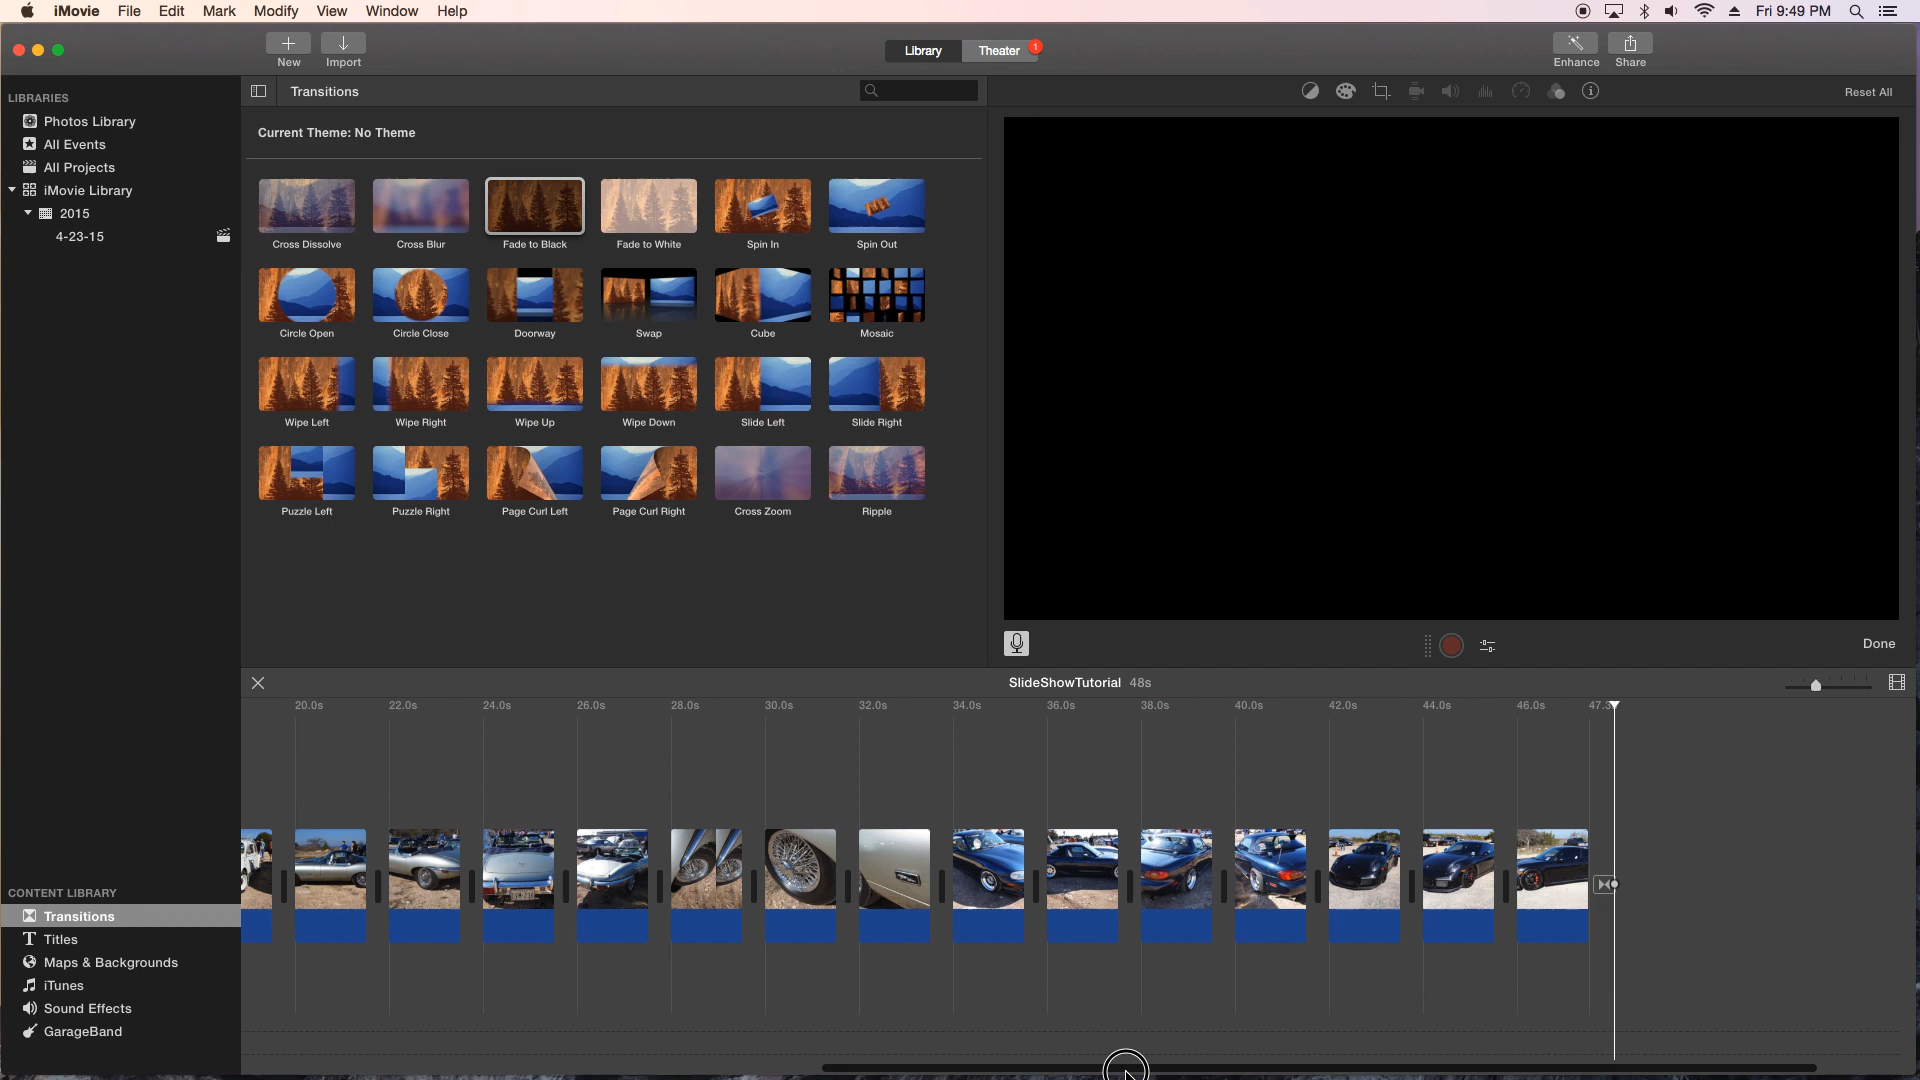 iMovie File Edit Mark Modify View Window Help Fri 9:49 PM
New Import Library Theater 1 Enhance Share
LIBRARIES
Photos Library
All Events
All Projects
iMovie Library
2015
4-23-15
Transitions
Reset All
Current Theme: No Theme
Cross Dissolve Cross Blur Fade to Black Fade to White Spin In Spin Out
Circle Open Circle Close Doorway Swap Cube Mosaic
Wipe Left Wipe Right Wipe Up Wipe Down Slide Left Slide Right
Puzzle Left Puzzle Right Page Curl Left Page Curl Right Cross Zoom Ripple
Done
SlideShowTutorial 48s
20.0s 22.0s 24.0s 26.0s 28.0s 30.0s 32.0s 34.0s 36.0s 38.0s 40.0s 42.0s 44.0s 46.0s
CONTENT LIBRARY
Transitions
Titles
Maps & Backgrounds
iTunes
Sound Effects
GarageBand